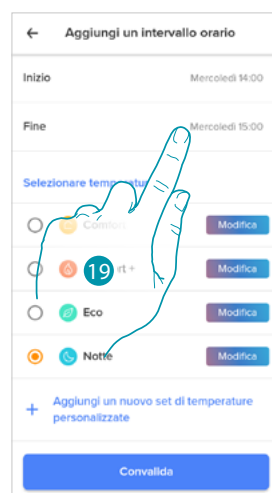 ← Aggiungi un intervallo orario
Inizio Mercoledì 14:00
Fine Mercoledì 15:00
Selezionare
Comfort Modifica
19 Modifica
Eco Modifica
Notte Modifica
+ Aggiungi un nuovo set di temperature
personalizzate
Convalida